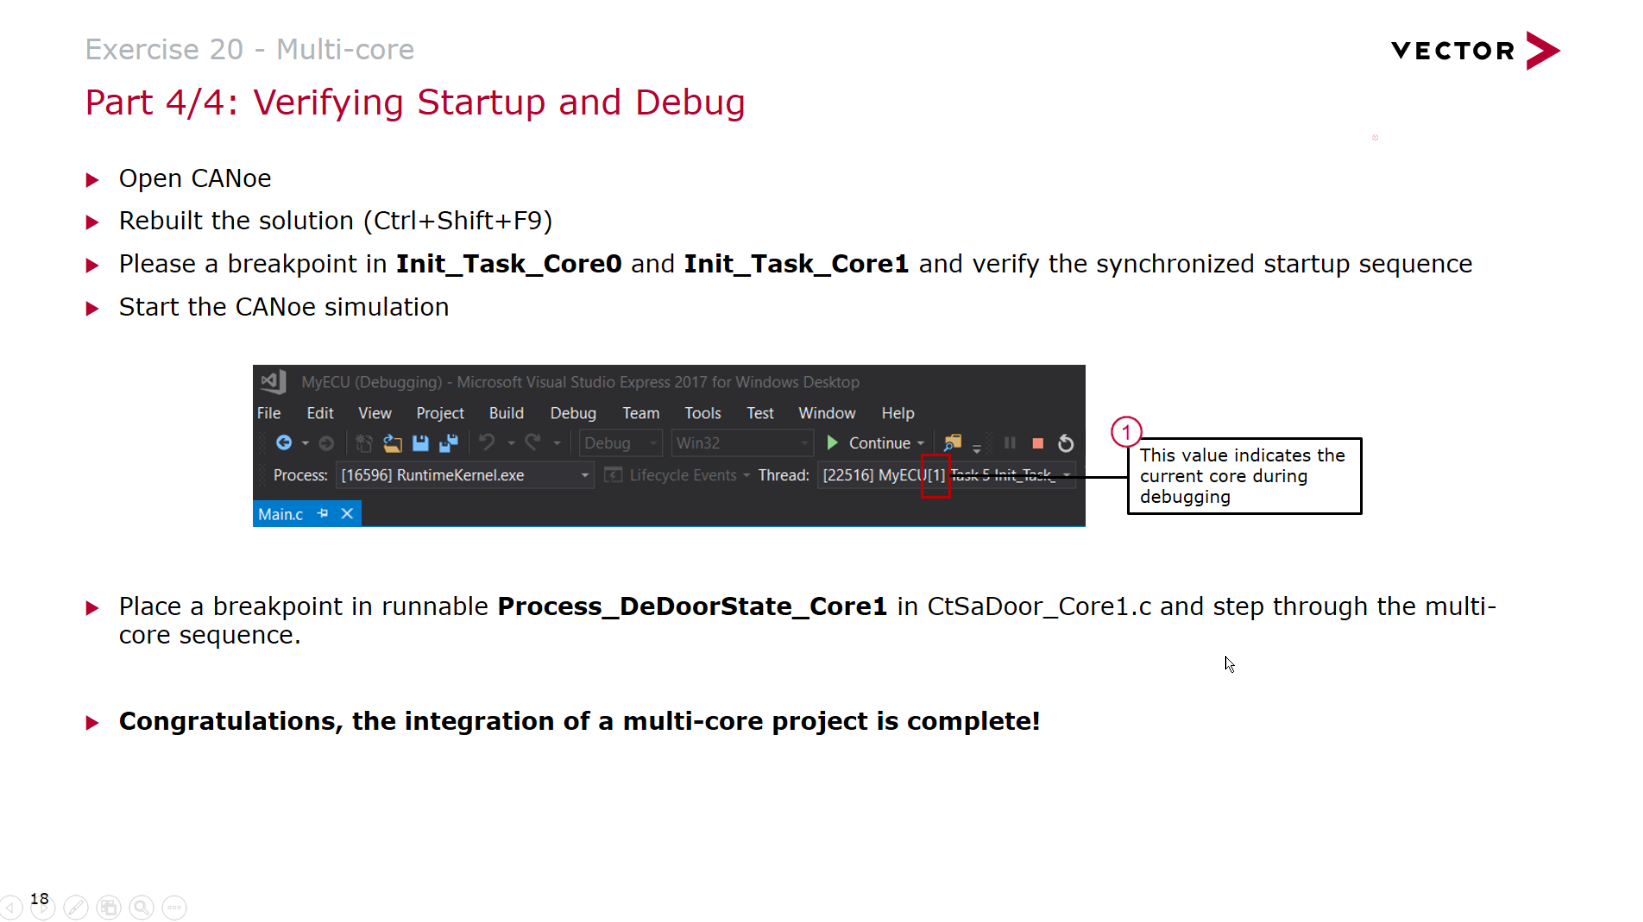 Exercise 20 - Multi-core
VECTOR
Part 4/4: Verifying Startup and Debug
Open CANoe
Rebuilt the solution (Ctrl+Shift+F9)
Please a breakpoint in Init_Task_Core0 and Init_Task_Core1 and verify the synchronized startup sequence
Start the CANoe simulation
MyECU (Debugging) - Microsoft Visual Studio Express 2017 for Windows Desktop
File Edit View Project Build Debug Team Tools Test Window Help
Debug Win32 Continue
Process: [16596] RuntimeKernel.exe Lifecycle Events Thread: [22516] MyECU[1] Task 5 Init_Task_
Main.c
1
This value indicates the
current core during
debugging
Place a breakpoint in runnable Process_DeDoorState_Core1 in CtSaDoor_Core1.c and step through the multi-
core sequence.
Congratulations, the integration of a multi-core project is complete!
18